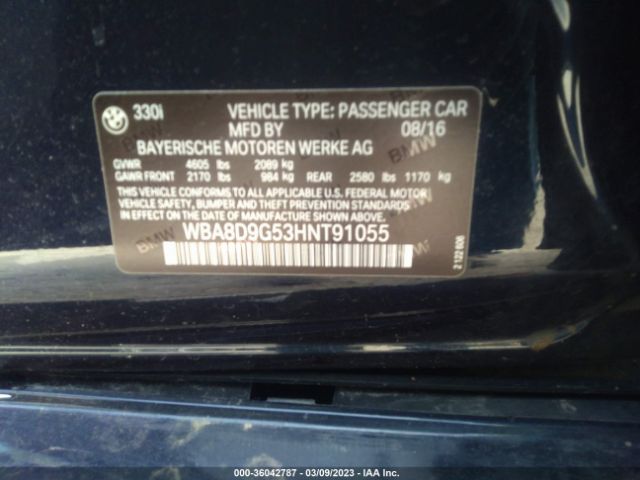 330i VEHICLE TYPE: PASSENGER CAR
MFD BY 08/16
BAYERISCHE MOTOREN WERKE AG
GVWR 4605 lbs 2089 kg
GAWR FRONT 2170 lbs 984 kg REAR 2580 lbs 1170 kg
THIS VEHICLE CONFORMS TO ALL APPLICABLE U.S. FEDERAL MOTOR
VEHICLE SAFETY, BUMPER AND THEFT PREVENTION STANDARDS
IN EFFECT ON THE DATE OF MANUFACTURE SHOWN ABOVE.
WBA8D9G53HNT91055
2 122 606
000-36042787 - 03/09/2023 - IAA Inc.